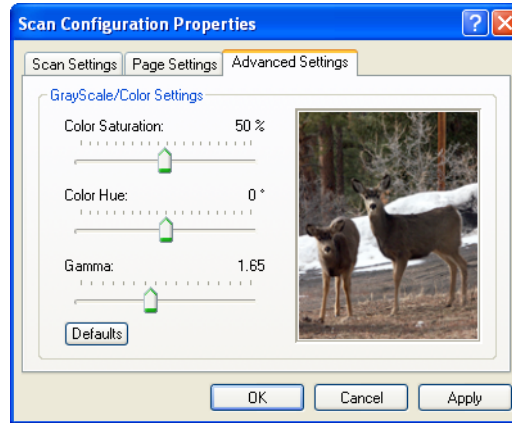 Scan Configuration Properties
Scan Settings Page Settings Advanced Settings
GrayScale/Color Settings
Color Saturation: 50 %
Color Hue: 0 °
Gamma: 1.65
Defaults
OK Cancel Apply